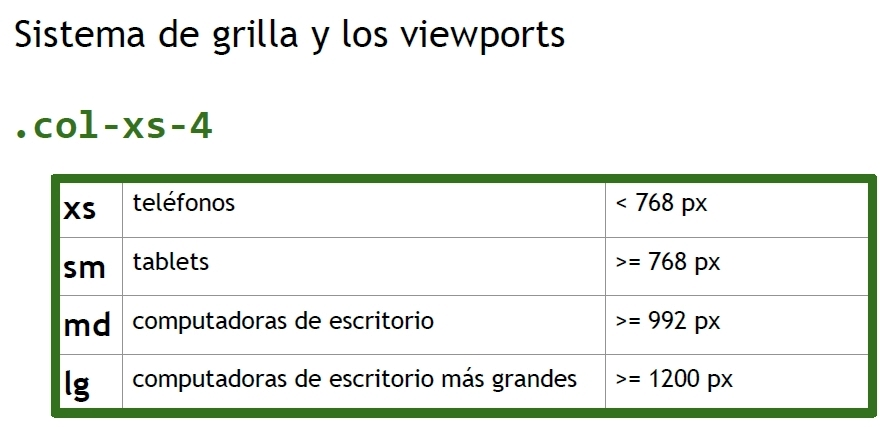 Sistema de grilla y los viewports
.col-xs-4
xs teléfonos < 768 px
sm tablets >= 768 px
md computadoras de escritorio >= 992 px
lg computadoras de escritorio más grandes >= 1200 px